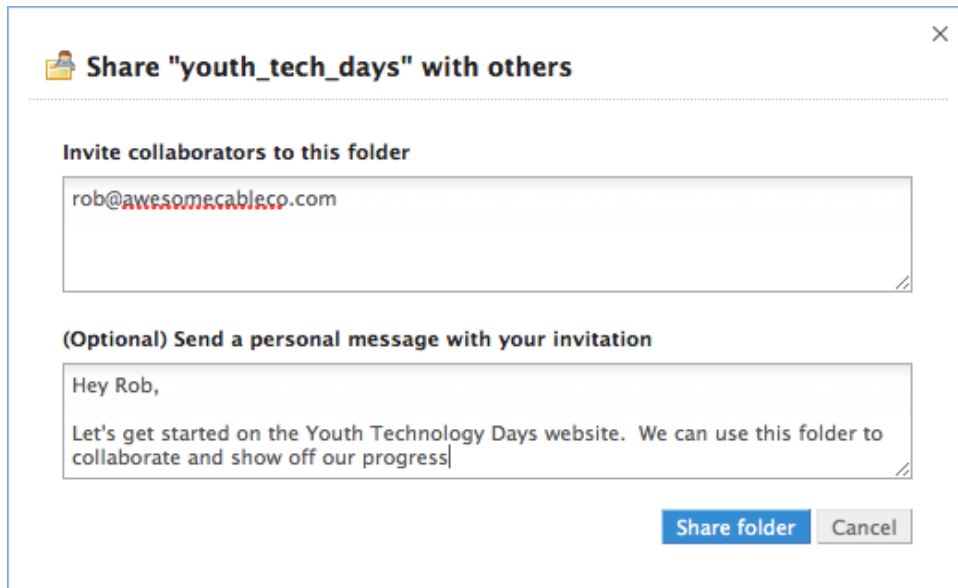 Share "youth_tech_days" with others
Invite collaborators to this folder
rob@awesomecableco.com
(Optional) Send a personal message with your invitation
Hey Rob,
Let's get started on the Youth Technology Days website.  We can use this folder to
collaborate and show off our progress
Share folder
Cancel